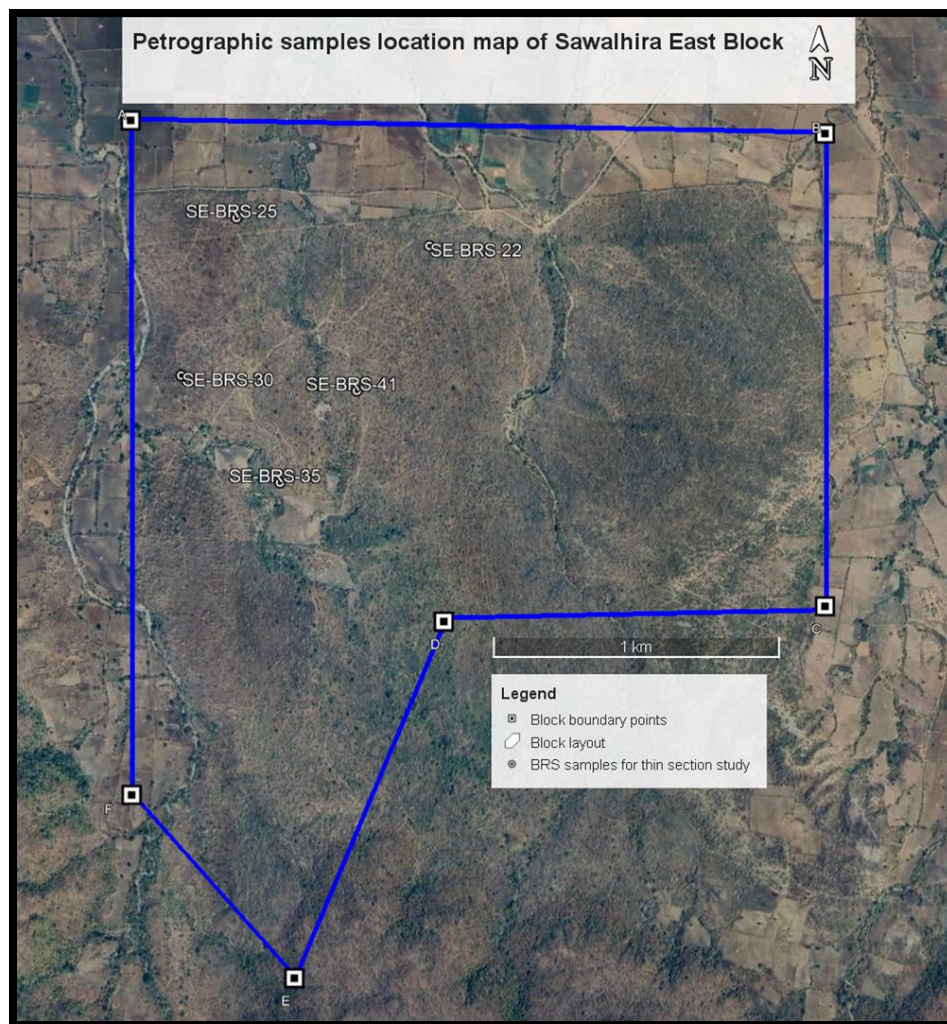 Petrographic samples location map of Sawalhira East Block
N
A
B
SE-BRS-25
SE-BRS-22
SE-BRS-30
SE-BRS-41
SE-BRS-35
C
D
1 km
Legend
Block boundary points
Block layout
BRS samples for thin section study
F
E